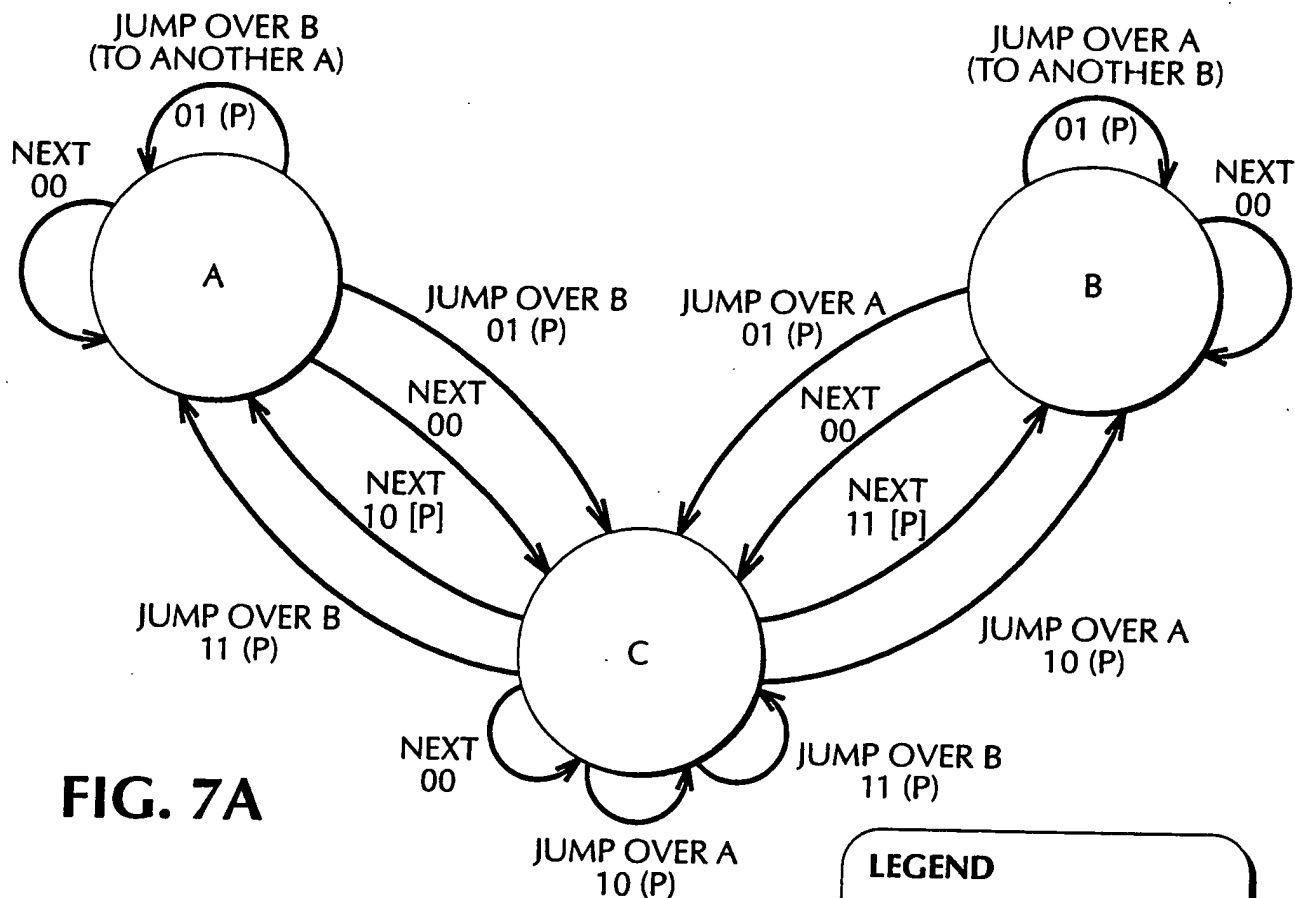 JUMP OVER B
(TO ANOTHER A)
01 (P)
NEXT
00
A
JUMP OVER A
(TO ANOTHER B)
01 (P)
NEXT
00
B
JUMP OVER B
01 (P)
JUMP OVER A
01 (P)
NEXT
00
NEXT
00
NEXT
10 [P]
NEXT
11 [P]
JUMP OVER B
11 (P)
JUMP OVER A
10 (P)
C
NEXT
00
JUMP OVER B
11 (P)
JUMP OVER A
10 (P)
FIG. 7A
LEGEND